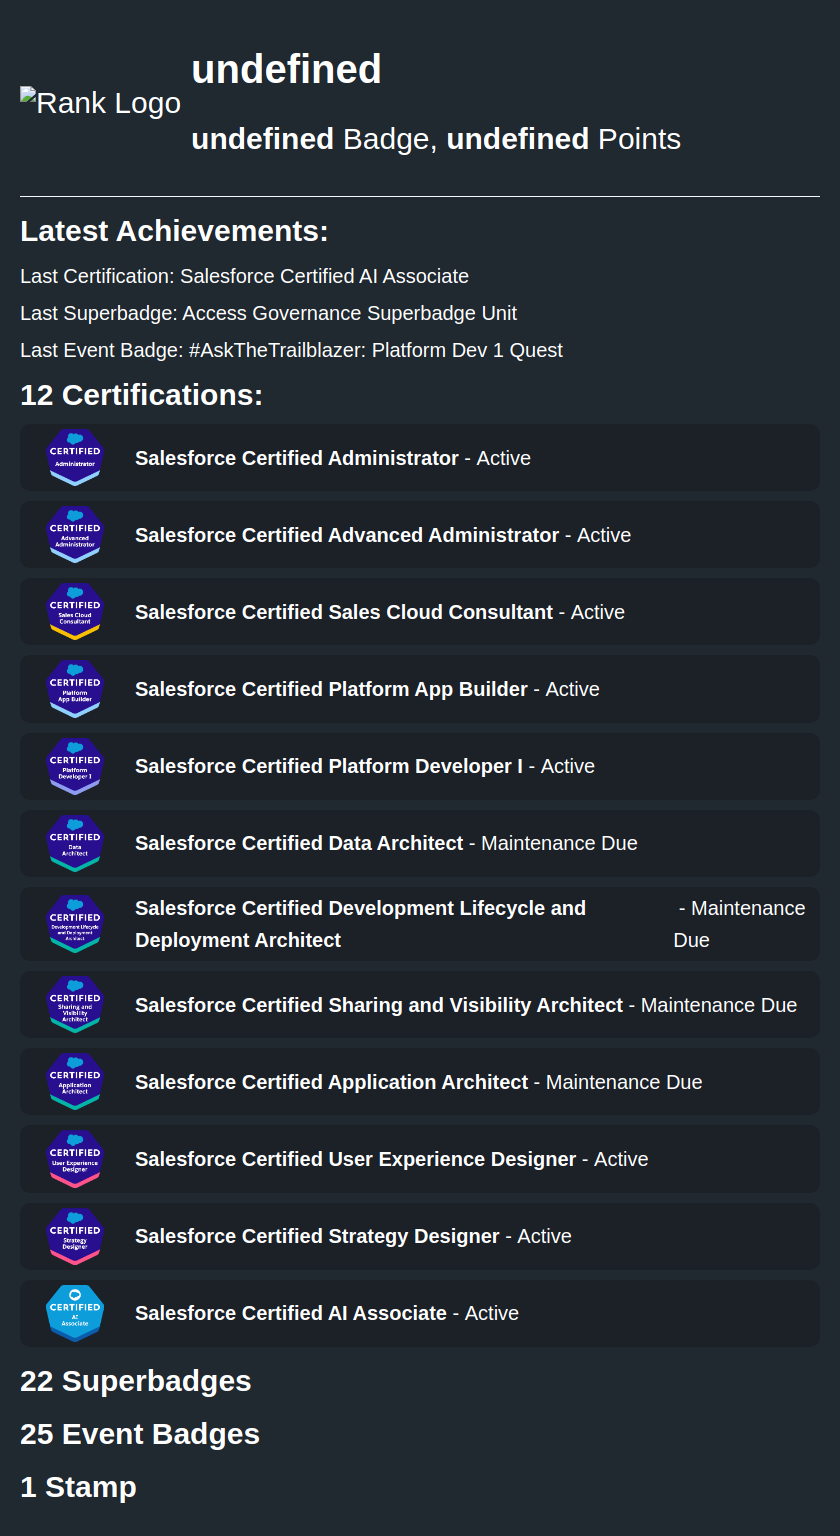 undefined
Rank Logo
undefined Badge, undefined Points
Latest Achievements:
Last Certification: Salesforce Certified AI Associate
Last Superbadge: Access Governance Superbadge Unit
Last Event Badge: #AskTheTrailblazer: Platform Dev 1 Quest
12 Certifications:
CERTIFIED
Administrator
Salesforce Certified Administrator - Active
CERTIFIED
Advanced
Administrator
Salesforce Certified Advanced Administrator - Active
CERTIFIED
Sales Cloud
Consultant
Salesforce Certified Sales Cloud Consultant - Active
CERTIFIED
Platform
App Builder
Salesforce Certified Platform App Builder - Active
CERTIFIED
Platform
Developer I
Salesforce Certified Platform Developer I - Active
CERTIFIED
Data
Architect
Salesforce Certified Data Architect - Maintenance Due
CERTIFIED
Development Lifecycle
and Deployment
Architect
Salesforce Certified Development Lifecycle and - Maintenance
Deployment Architect Due
CERTIFIED
Sharing and
Visibility
Architect
Salesforce Certified Sharing and Visibility Architect - Maintenance Due
CERTIFIED
Application
Architect
Salesforce Certified Application Architect - Maintenance Due
CERTIFIED
User Experience
Designer
Salesforce Certified User Experience Designer - Active
CERTIFIED
Strategy
Designer
Salesforce Certified Strategy Designer - Active
CERTIFIED
AI
Associate
Salesforce Certified AI Associate - Active
22 Superbadges
25 Event Badges
1 Stamp